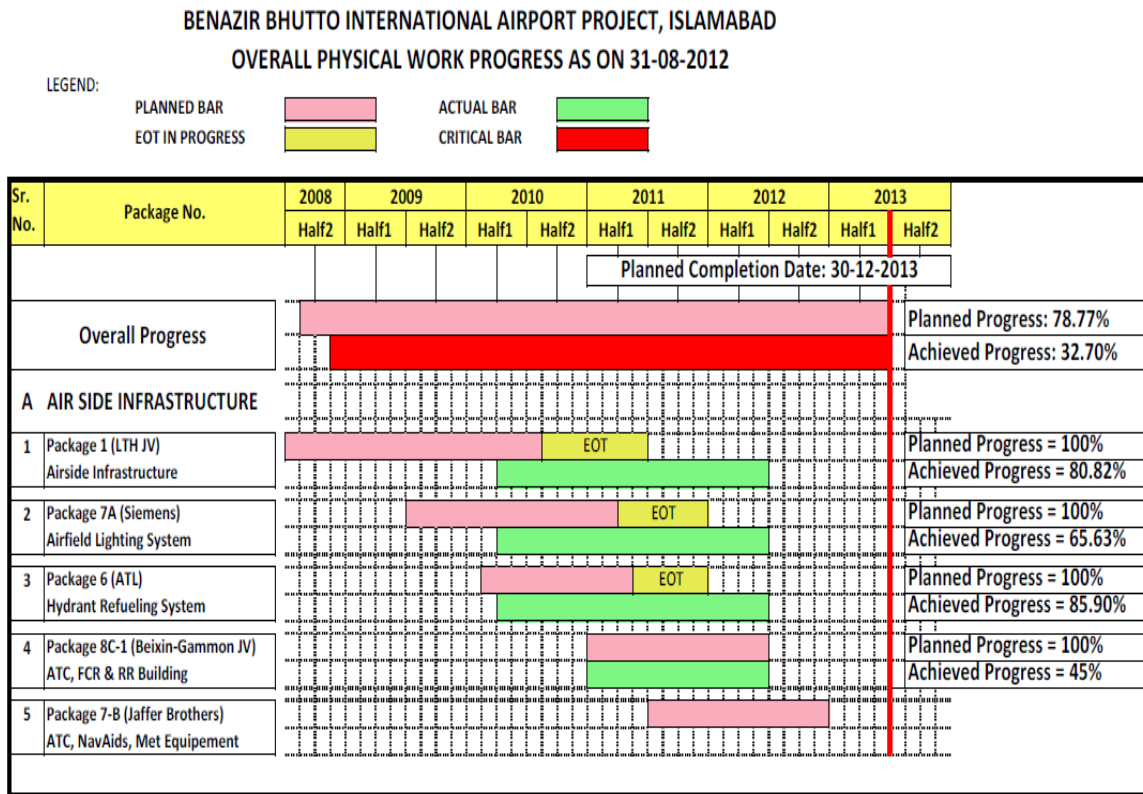 BENAZIR BHUTTO INTERNATIONAL AIRPORT PROJECT, ISLAMABAD
OVERALL PHYSICAL WORK PROGRESS AS ON 31-08-2012
LEGEND:
PLANNED BAR
ACTUAL BAR
EOT IN PROGRESS
CRITICAL BAR
Sr. No.
Package No.
2008 2009 2010 2011 2012 2013
Half2 Half1 Half2 Half1 Half2 Half1 Half2 Half1 Half2 Half1 Half2
Planned Completion Date: 30-12-2013
Overall Progress
Planned Progress: 78.77%
Achieved Progress: 32.70%
A AIR SIDE INFRASTRUCTURE
1 Package 1 (LTH JV)
Airside Infrastructure
EOT
Planned Progress = 100%
Achieved Progress = 80.82%
2 Package 7A (Siemens)
Airfield Lighting System
EOT
Planned Progress = 100%
Achieved Progress = 65.63%
3 Package 6 (ATL)
Hydrant Refueling System
EOT
Planned Progress = 100%
Achieved Progress = 85.90%
4 Package 8C-1 (Beixin-Gammon JV)
ATC, FCR & RR Building
Planned Progress = 100%
Achieved Progress = 45%
5 Package 7-B (Jaffer Brothers)
ATC, NavAids, Met Equipement